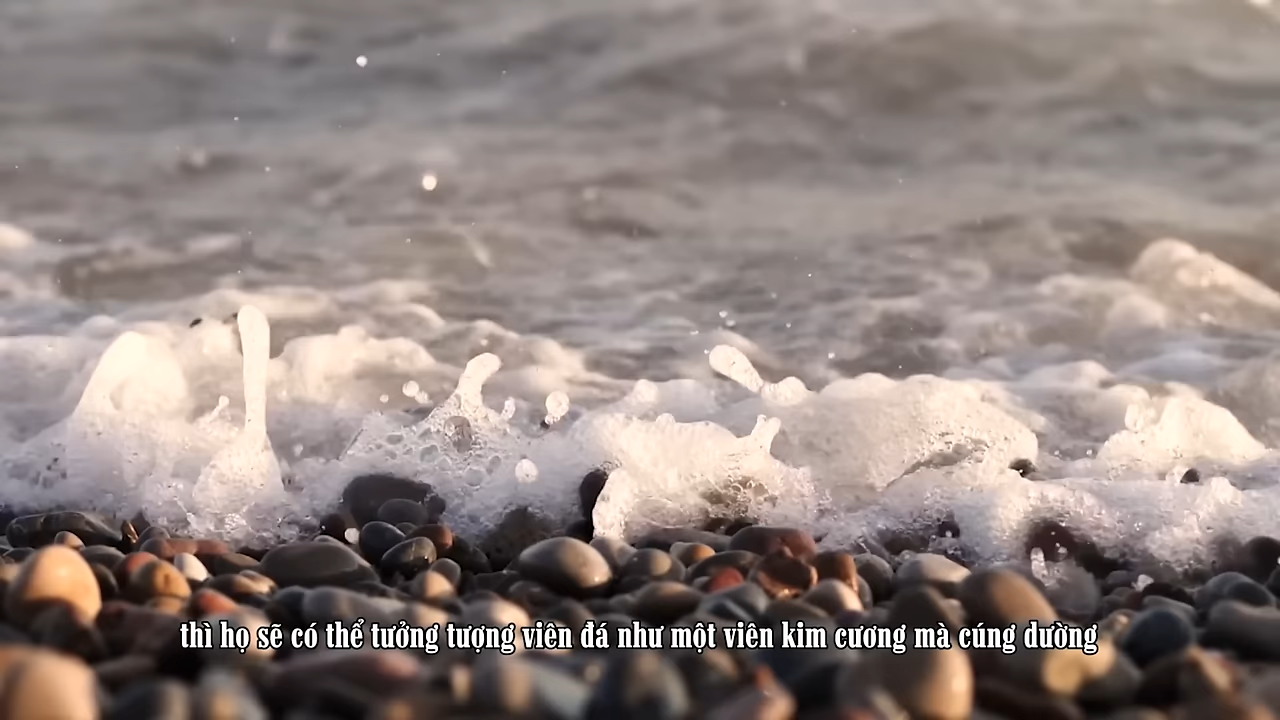 thì họ sẽ có thể tưởng tượng viên đá như một viên kim cương mà cúng dường